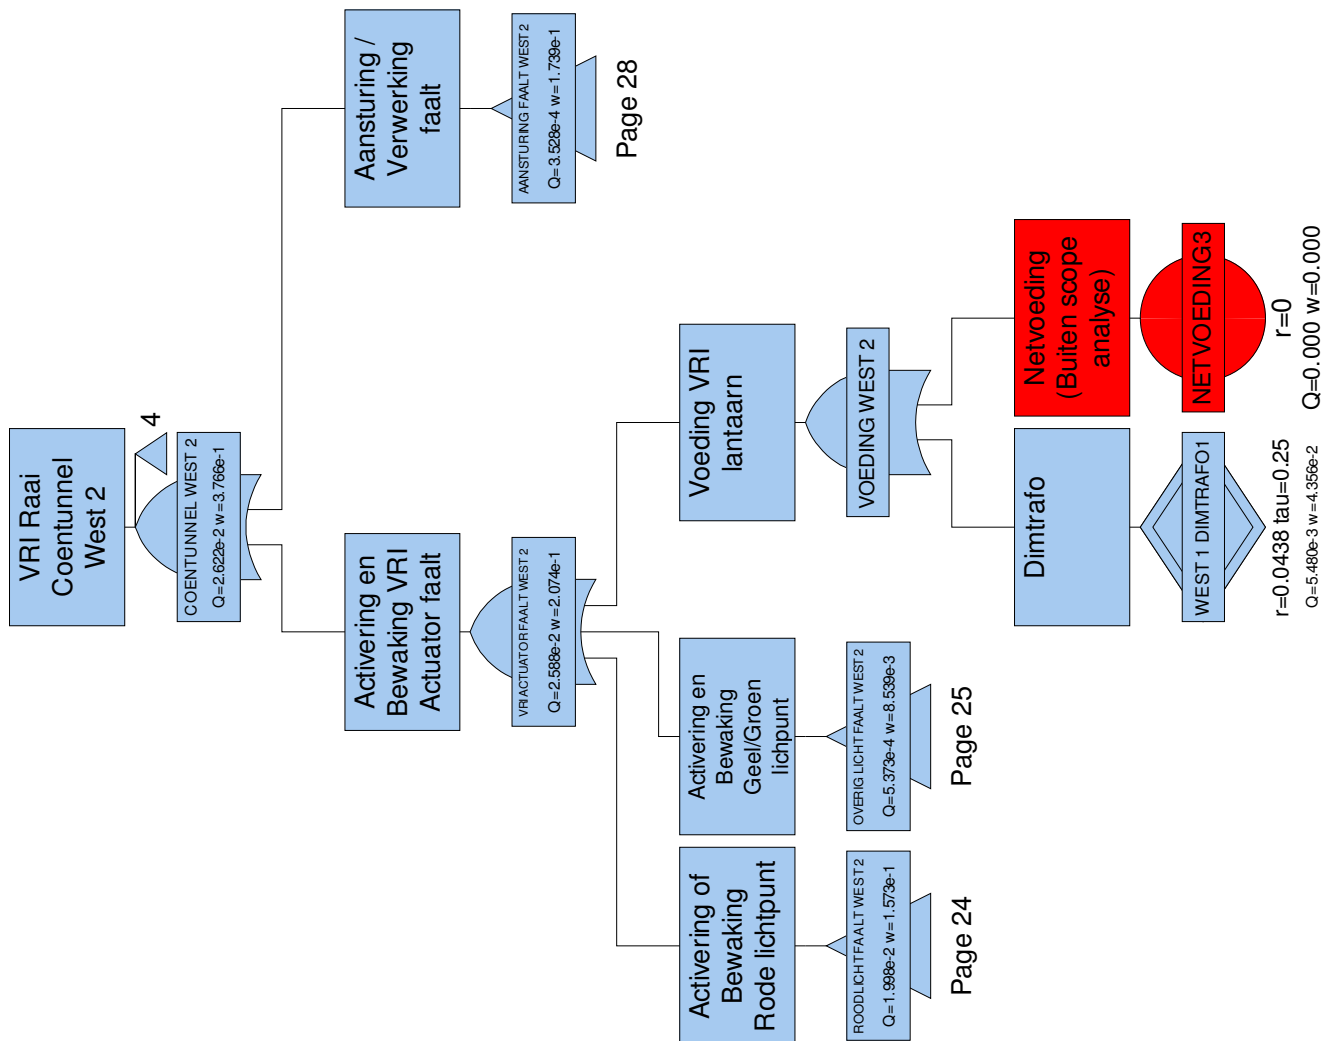 VRI Raai
Coentunnel
West 2
4
COENTUNNEL WEST 2
Q=2.622e-2 w=3.766e-1
Activering en
Bewaking VRI
Actuator faalt
VRI ACTUATOR FAALT WEST 2
Q=2.588e-2 w=2.074e-1
Aansturing /
Verwerking
faalt
AANSTURING FAALT WEST 2
Q=3.528e-4 w=1.739e-1
Page 28
Activering of
Bewaking
Rode lichtpunt
ROODLICHT FAALT WEST 2
Q=1.998e-2 w=1.573e-1
Page 24
Activering en
Bewaking
Geel/Groen
lichpunt
OVERIG LICHT FAALT WEST 2
Q=5.373e-4 w=8.539e-3
Page 25
Voeding VRI
lantaarn
VOEDING WEST 2
Dimtrafo
WEST 1 DIMTRAFO1
r=0.0438 tau=0.25
Q=5.480e-3 w=4.356e-2
Netvoeding
(Buiten scope
analyse)
NETVOEDING3
r=0
Q=0.000 w=0.000